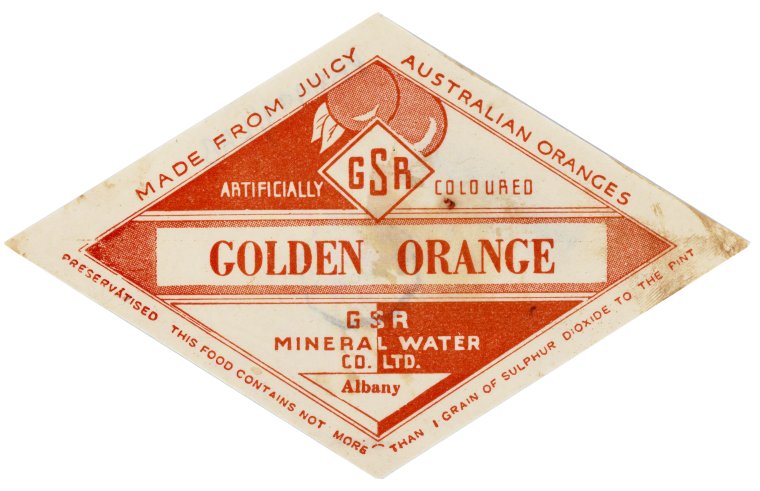 MADE FROM JUICY AUSTRALIAN ORANGES
GSR
ARTIFICIALLY COLOURED
GOLDEN ORANGE
GSR
MINERAL WATER
CO. LTD.
Albany
PRESERVATISED THIS FOOD CONTAINS NOT MORE THAN 1 GRAIN OF SULPHUR DIOXIDE TO THE PINT